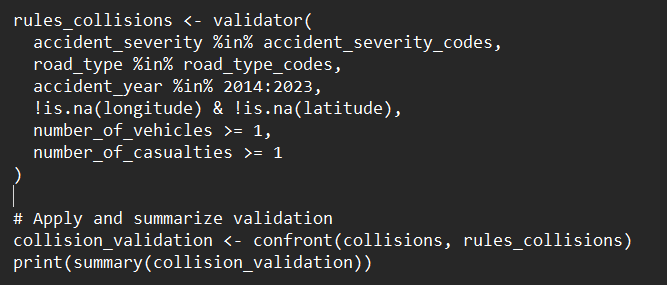 rules_collisions <- validator(
  accident_severity %in% accident_severity_codes,
  road_type %in% road_type_codes,
  accident_year %in% 2014:2023,
  !is.na(longitude) & !is.na(latitude),
  number_of_vehicles >= 1,
  number_of_casualties >= 1
)
# Apply and summarize validation
collision_validation <- confront(collisions, rules_collisions)
print(summary(collision_validation))